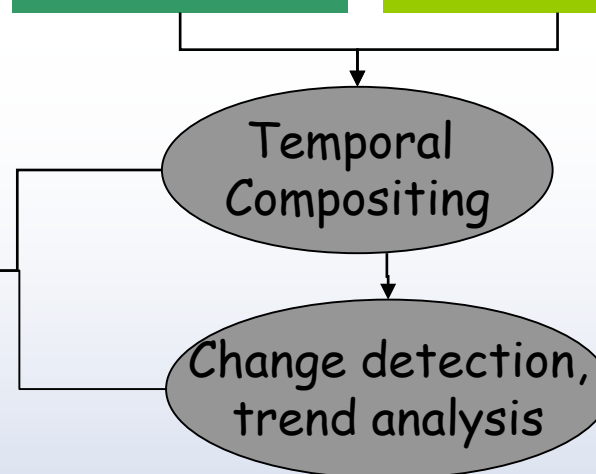 Temporal
Compositing
Change detection,
trend analysis